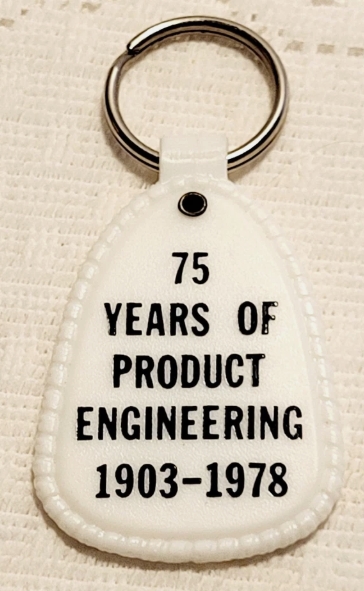 75
YEARS OF
PRODUCT
ENGINEERING
1903-1978